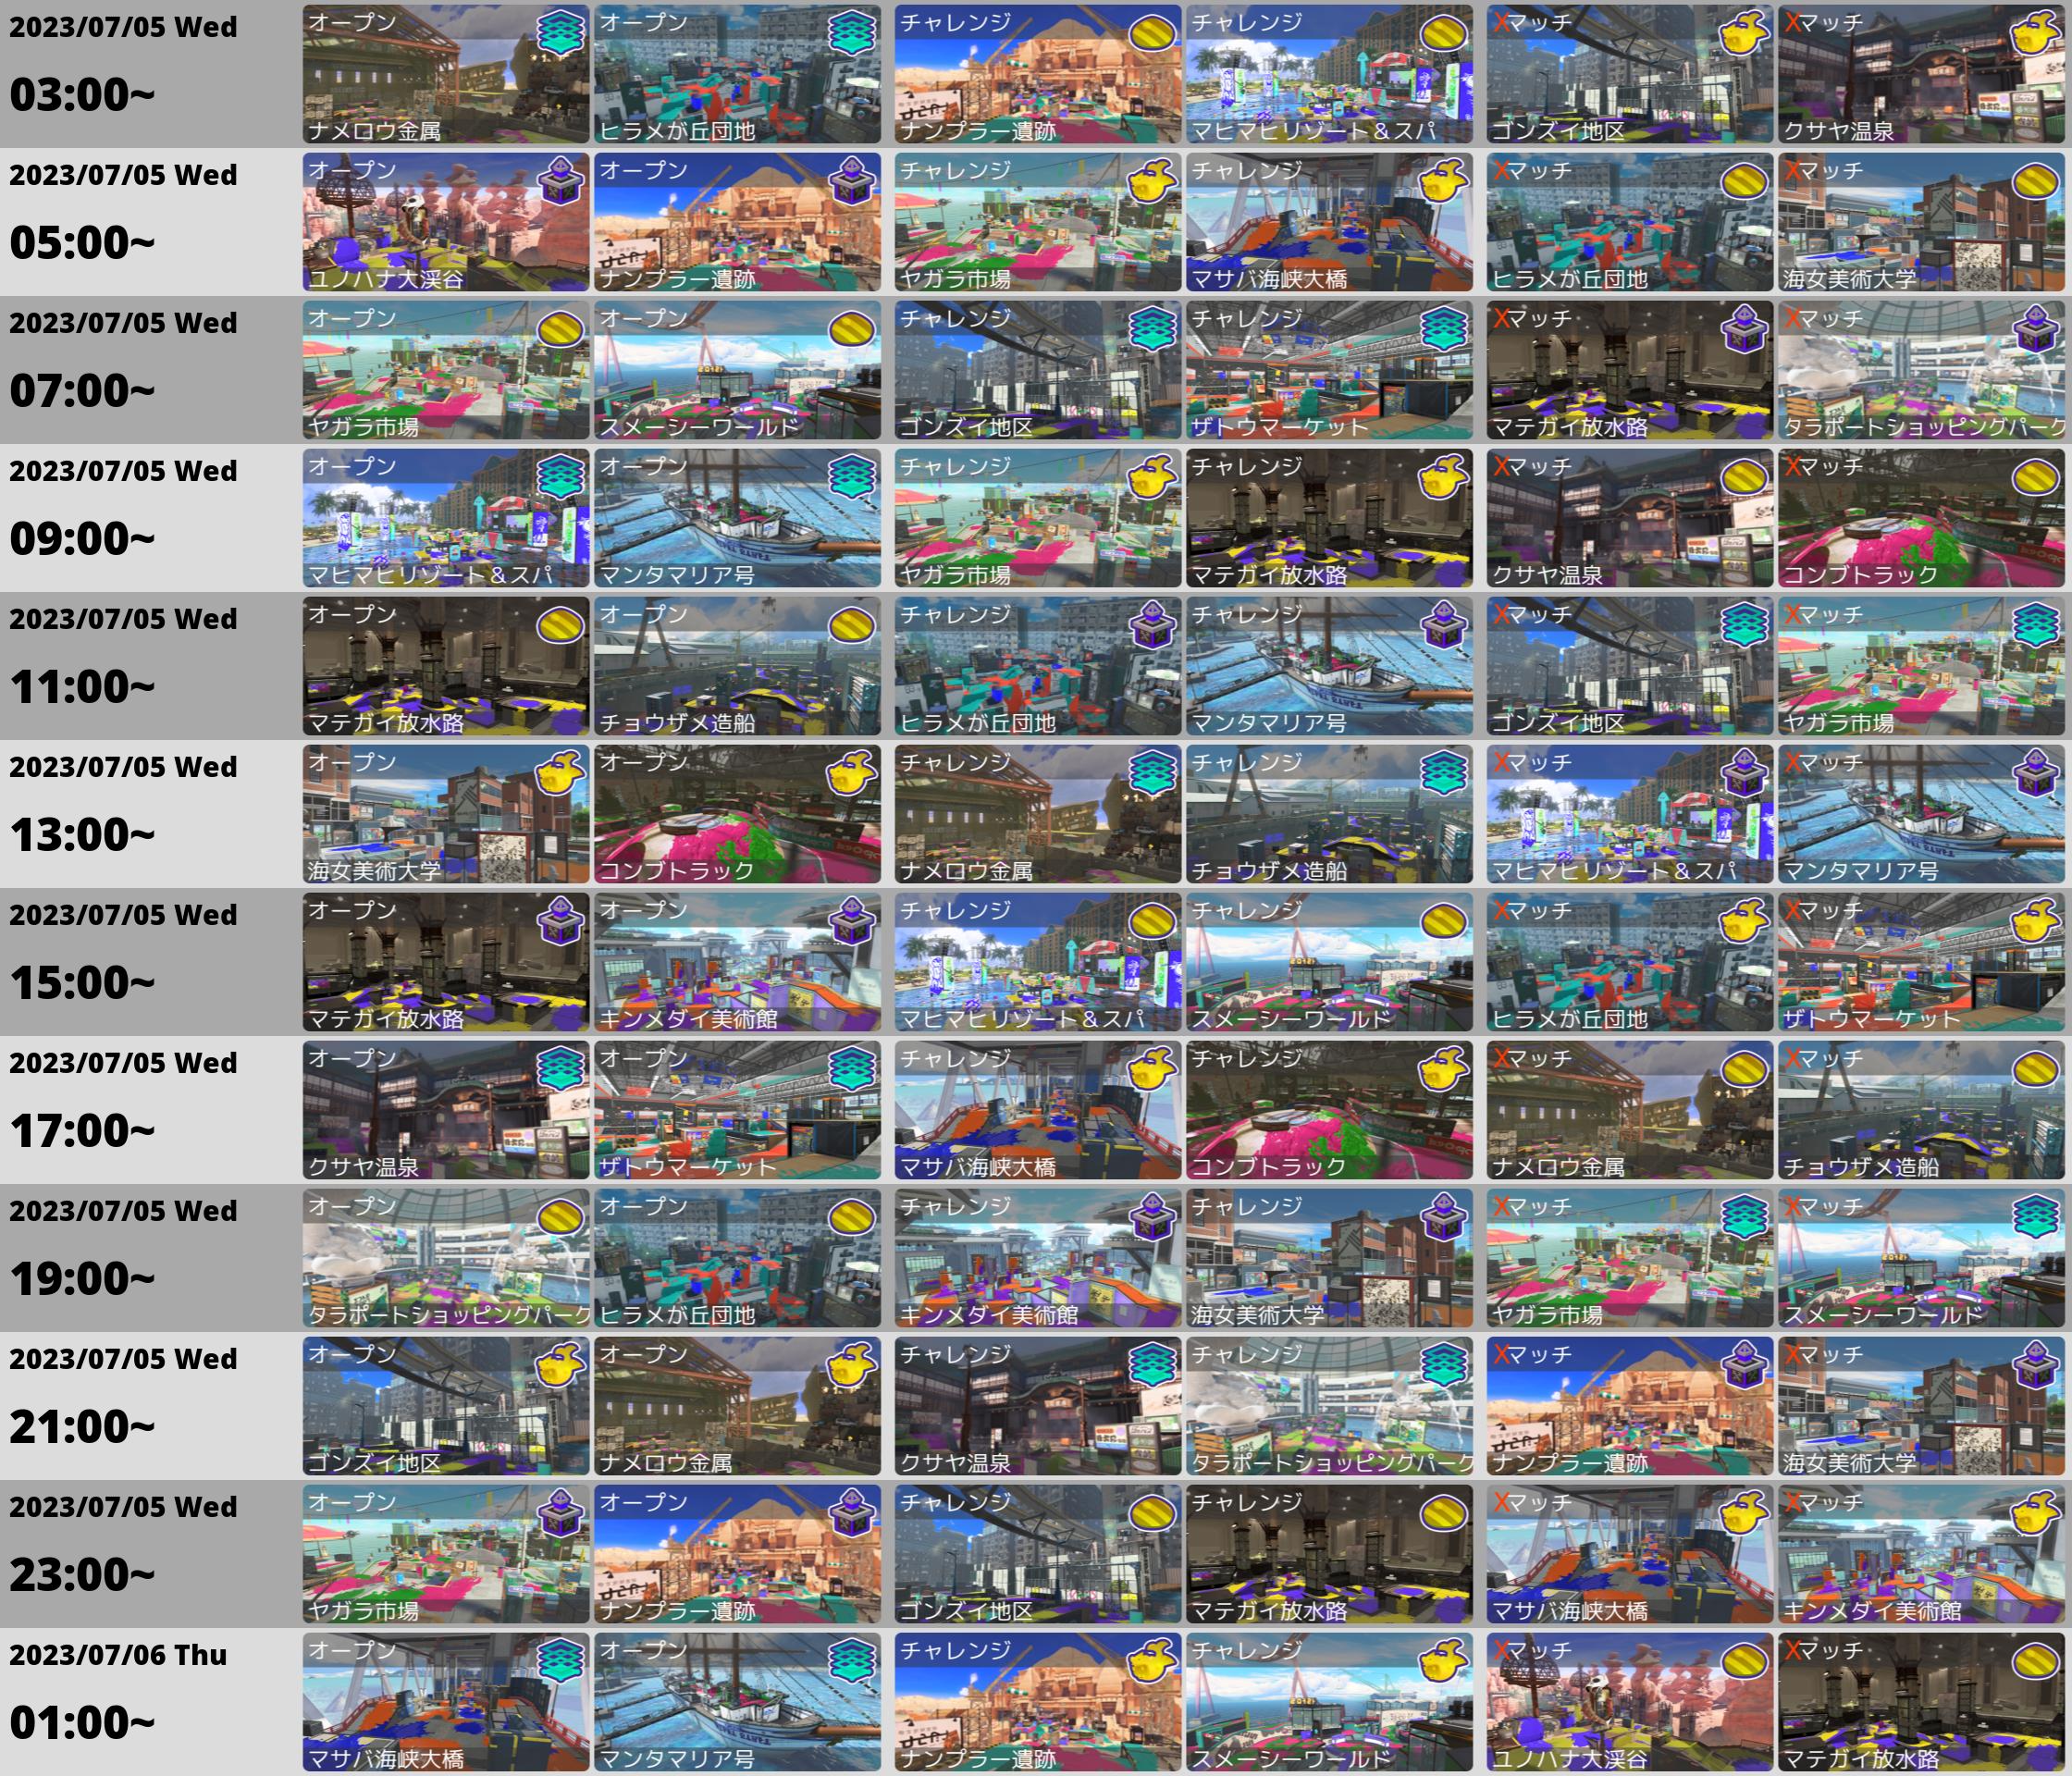 2023/07/05 Wed
03:00~
オープン オープン チャレンジ チャレンジ Xマッチ Xマッチ
ナメロウ金属 ヒラメが丘団地 ナンプラー遺跡 マヒマヒリゾート＆スパ ゴンズイ地区 クサヤ温泉
2023/07/05 Wed
05:00~
オープン オープン チャレンジ チャレンジ Xマッチ Xマッチ
ユノハナ大渓谷 ナンプラー遺跡 ヤガラ市場 マサバ海峡大橋 ヒラメが丘団地 海女美術大学
2023/07/05 Wed
07:00~
オープン オープン チャレンジ チャレンジ Xマッチ Xマッチ
ヤガラ市場 スメーシーワールド ゴンズイ地区 ザトウマーケット マテガイ放水路 タラポートショッピングパーク
2023/07/05 Wed
09:00~
オープン オープン チャレンジ チャレンジ Xマッチ Xマッチ
マヒマヒリゾート＆スパ マンタマリア号 ヤガラ市場 マテガイ放水路 クサヤ温泉 コンブトラック
2023/07/05 Wed
11:00~
オープン オープン チャレンジ チャレンジ Xマッチ Xマッチ
マテガイ放水路 チョウザメ造船 ヒラメが丘団地 マンタマリア号 ゴンズイ地区 ヤガラ市場
2023/07/05 Wed
13:00~
オープン オープン チャレンジ チャレンジ Xマッチ Xマッチ
海女美術大学 コンブトラック ナメロウ金属 チョウザメ造船 マヒマヒリゾート＆スパ マンタマリア号
2023/07/05 Wed
15:00~
オープン オープン チャレンジ チャレンジ Xマッチ Xマッチ
マテガイ放水路 キンメダイ美術館 マヒマヒリゾート＆スパ スメーシーワールド ヒラメが丘団地 ザトウマーケット
2023/07/05 Wed
17:00~
オープン オープン チャレンジ チャレンジ Xマッチ Xマッチ
クサヤ温泉 ザトウマーケット マサバ海峡大橋 コンブトラック ナメロウ金属 チョウザメ造船
2023/07/05 Wed
19:00~
オープン オープン チャレンジ チャレンジ Xマッチ Xマッチ
タラポートショッピングパーク ヒラメが丘団地 キンメダイ美術館 海女美術大学 ヤガラ市場 スメーシーワールド
2023/07/05 Wed
21:00~
オープン オープン チャレンジ チャレンジ Xマッチ Xマッチ
ゴンズイ地区 ナメロウ金属 クサヤ温泉 タラポートショッピングパーク ナンプラー遺跡 海女美術大学
2023/07/05 Wed
23:00~
オープン オープン チャレンジ チャレンジ Xマッチ Xマッチ
ヤガラ市場 ナンプラー遺跡 ゴンズイ地区 マテガイ放水路 マサバ海峡大橋 キンメダイ美術館
2023/07/06 Thu
01:00~
オープン オープン チャレンジ チャレンジ Xマッチ Xマッチ
マサバ海峡大橋 マンタマリア号 ナンプラー遺跡 スメーシーワールド ユノハナ大渓谷 マテガイ放水路